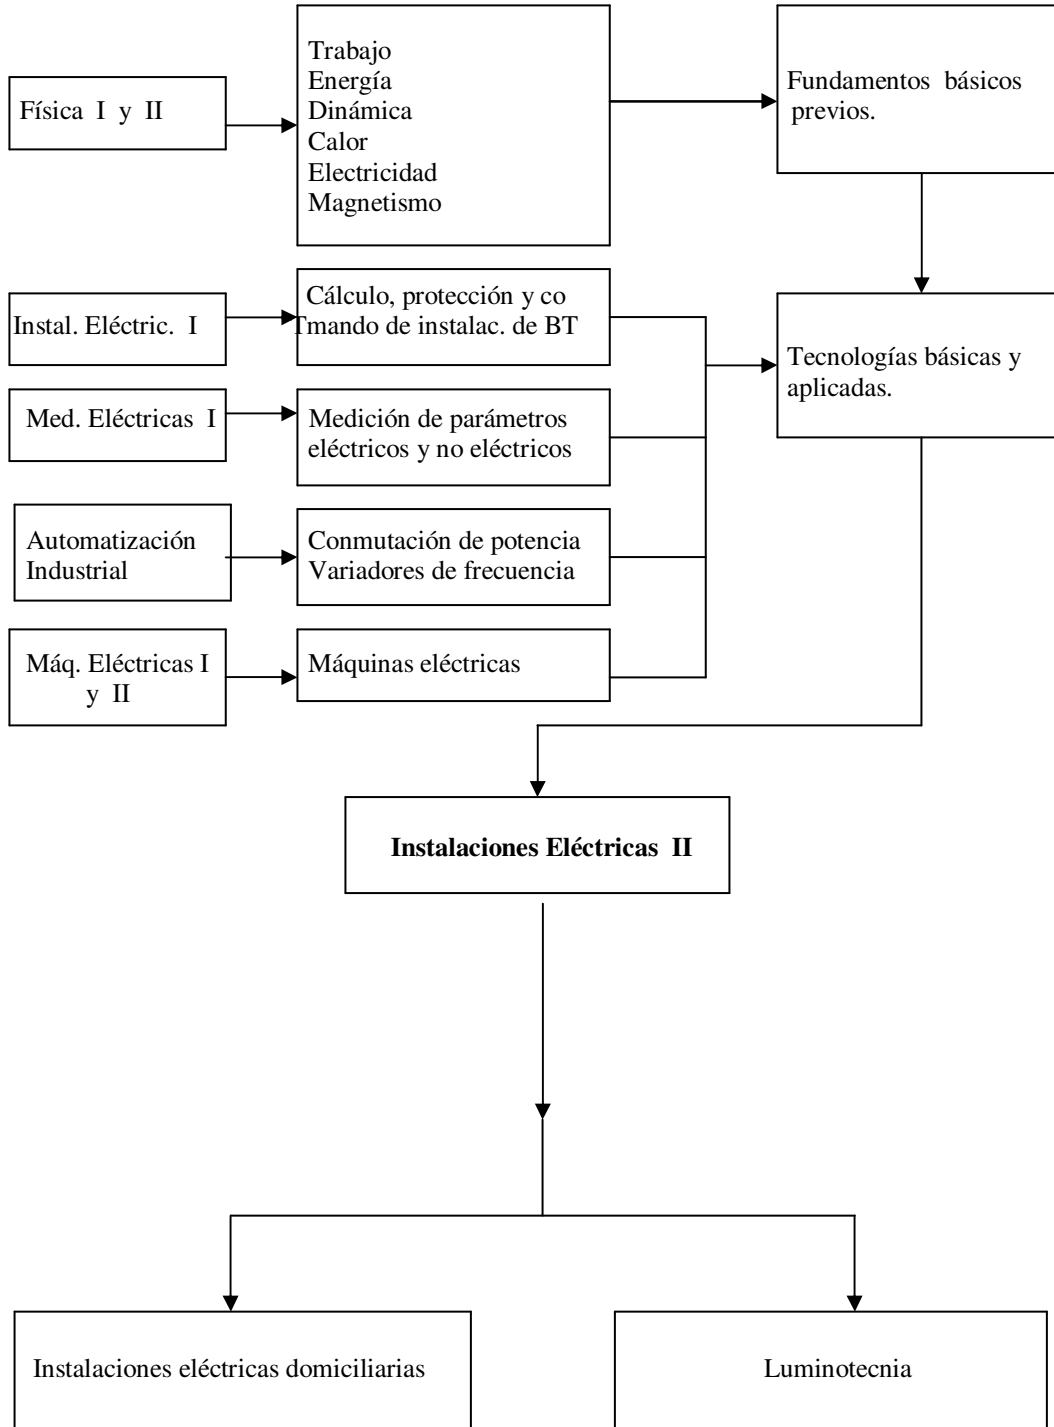 Trabajo
Energía
Dinámica
Calor
Electricidad
Magnetismo
Física I y II
Fundamentos básicos
previos.
Instal. Eléctric. I
Cálculo, protección y co
Tmando de instalac. de BT
Tecnologías básicas y
aplicadas.
Med. Eléctricas I
Medición de parámetros
eléctricos y no eléctricos
Automatización
Industrial
Conmutación de potencia
Variadores de frecuencia
Máq. Eléctricas I
y II
Máquinas eléctricas
Instalaciones Eléctricas II
Instalaciones eléctricas domiciliarias
Luminotecnia